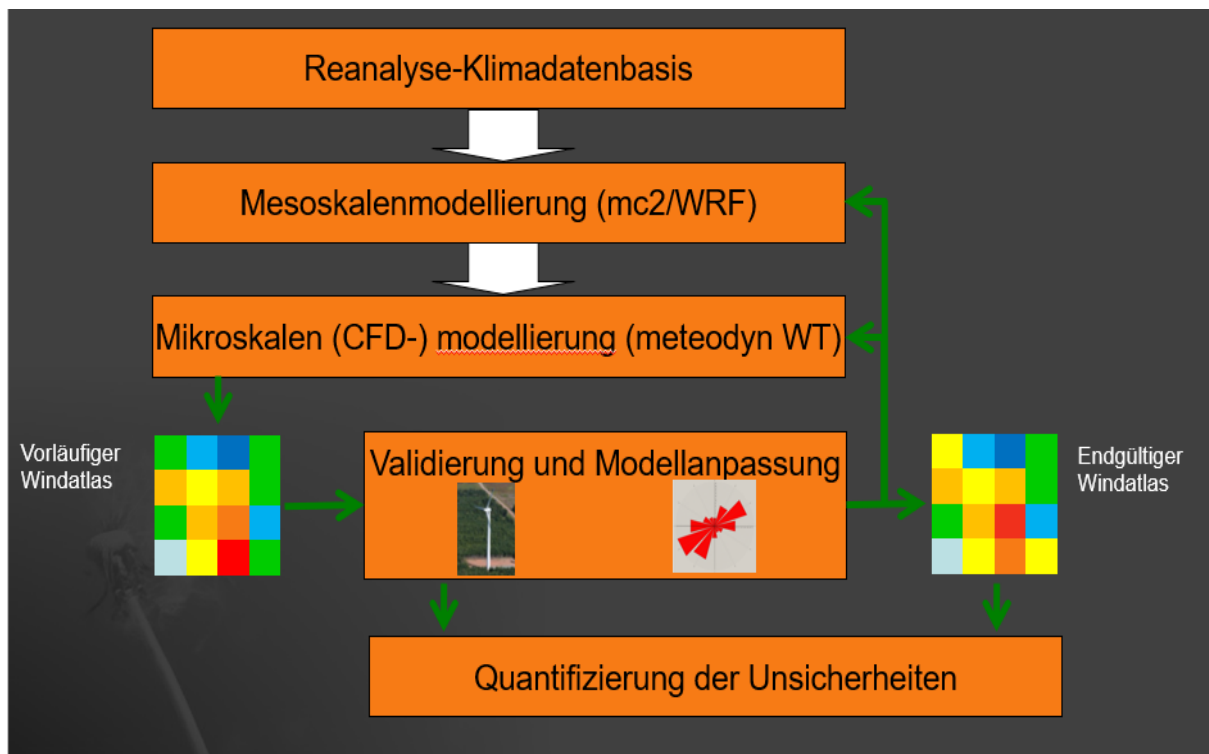 Reanalyse-Klimadatenbasis
Mesoskalenmodellierung (mc2/WRF)
Mikroskalen (CFD-) modellierung (meteodyn WT)
Vorläufiger
Windatlas
Validierung und Modellanpassung
Endgültiger
Windatlas
Quantifizierung der Unsicherheiten